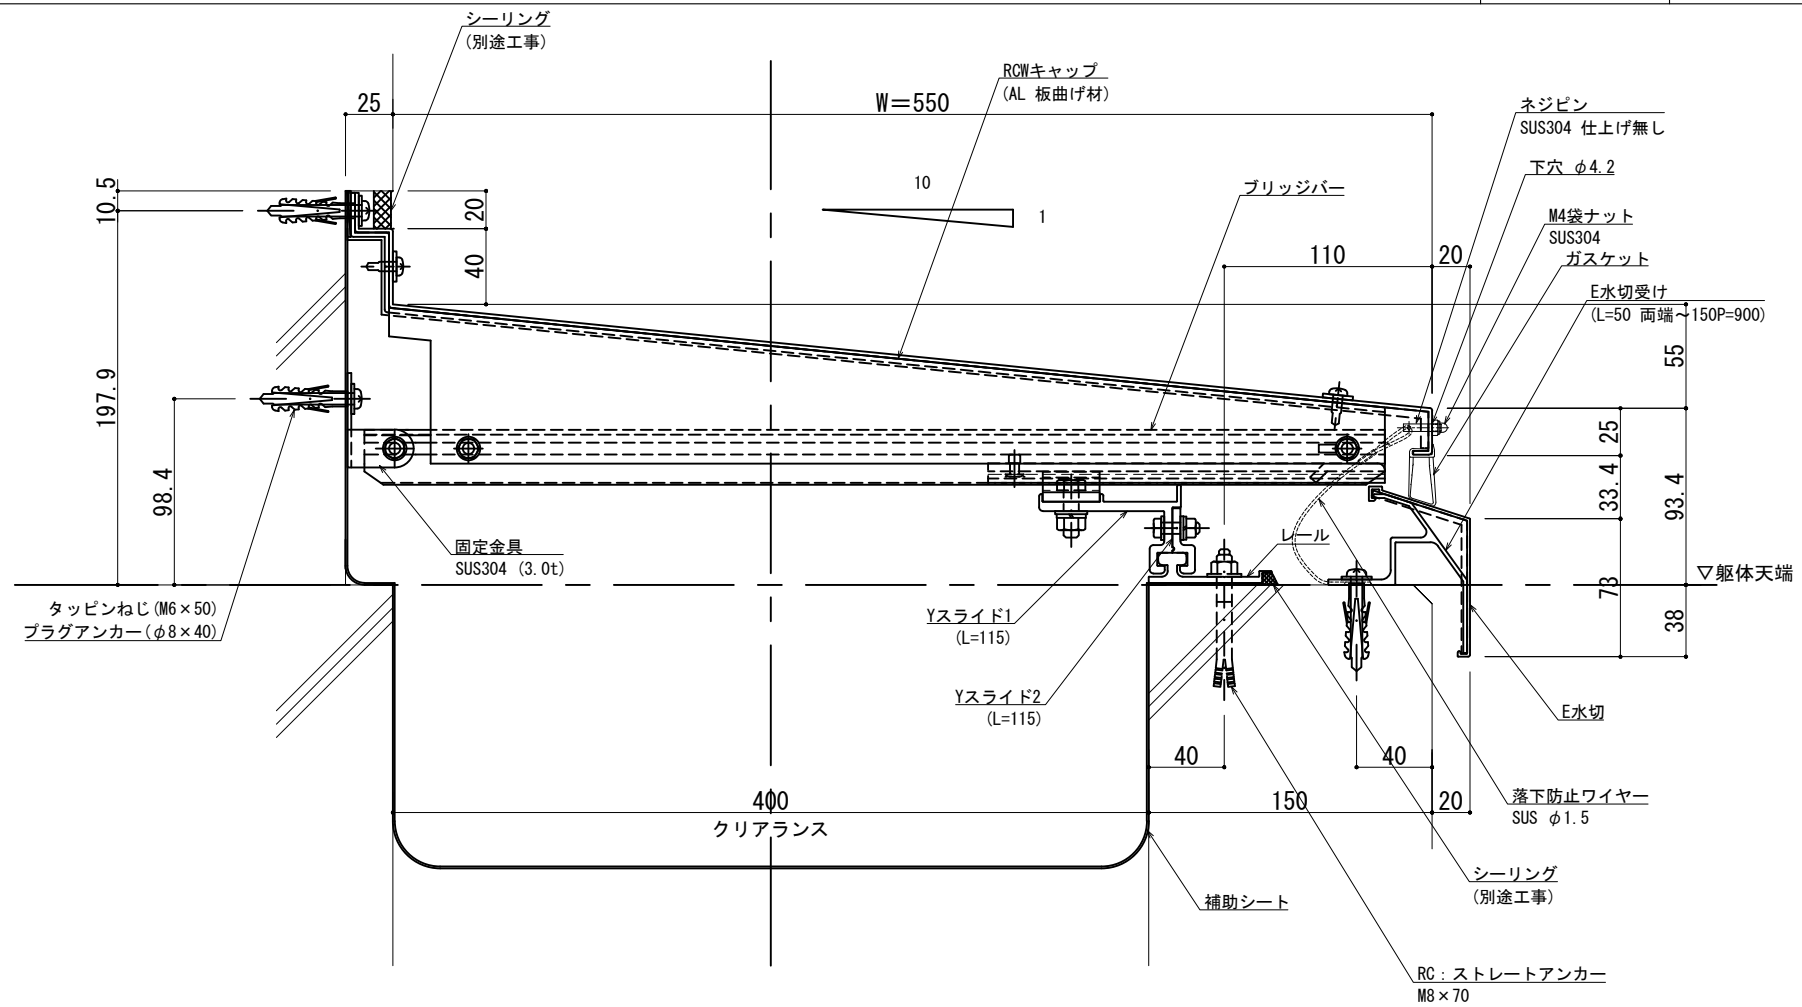 シーリング
(別途工事)
RCWキャップ
(AL 板曲げ材)
25
W=550
ネジピン
SUS304 仕上げ無し
下穴 φ4.2
10.5
20
10
1
ブリッジバー
M4袋ナット
SUS304
40
110
20
ガスケット
E水切受け
(L=50 両端~150P=900)
55
197.9
25
98.4
33.4
93.4
固定金具
SUS304 (3.0t)
レール
▽躯体天端
73
38
タッピンねじ(M6×50)
プラグアンカー(φ8×40)
Yスライド1
(L=115)
Yスライド2
(L=115)
E水切
40
40
400
150
20
クリアランス
落下防止ワイヤー
SUS φ1.5
シーリング
(別途工事)
補助シート
RC:ストレートアンカー
M8×70